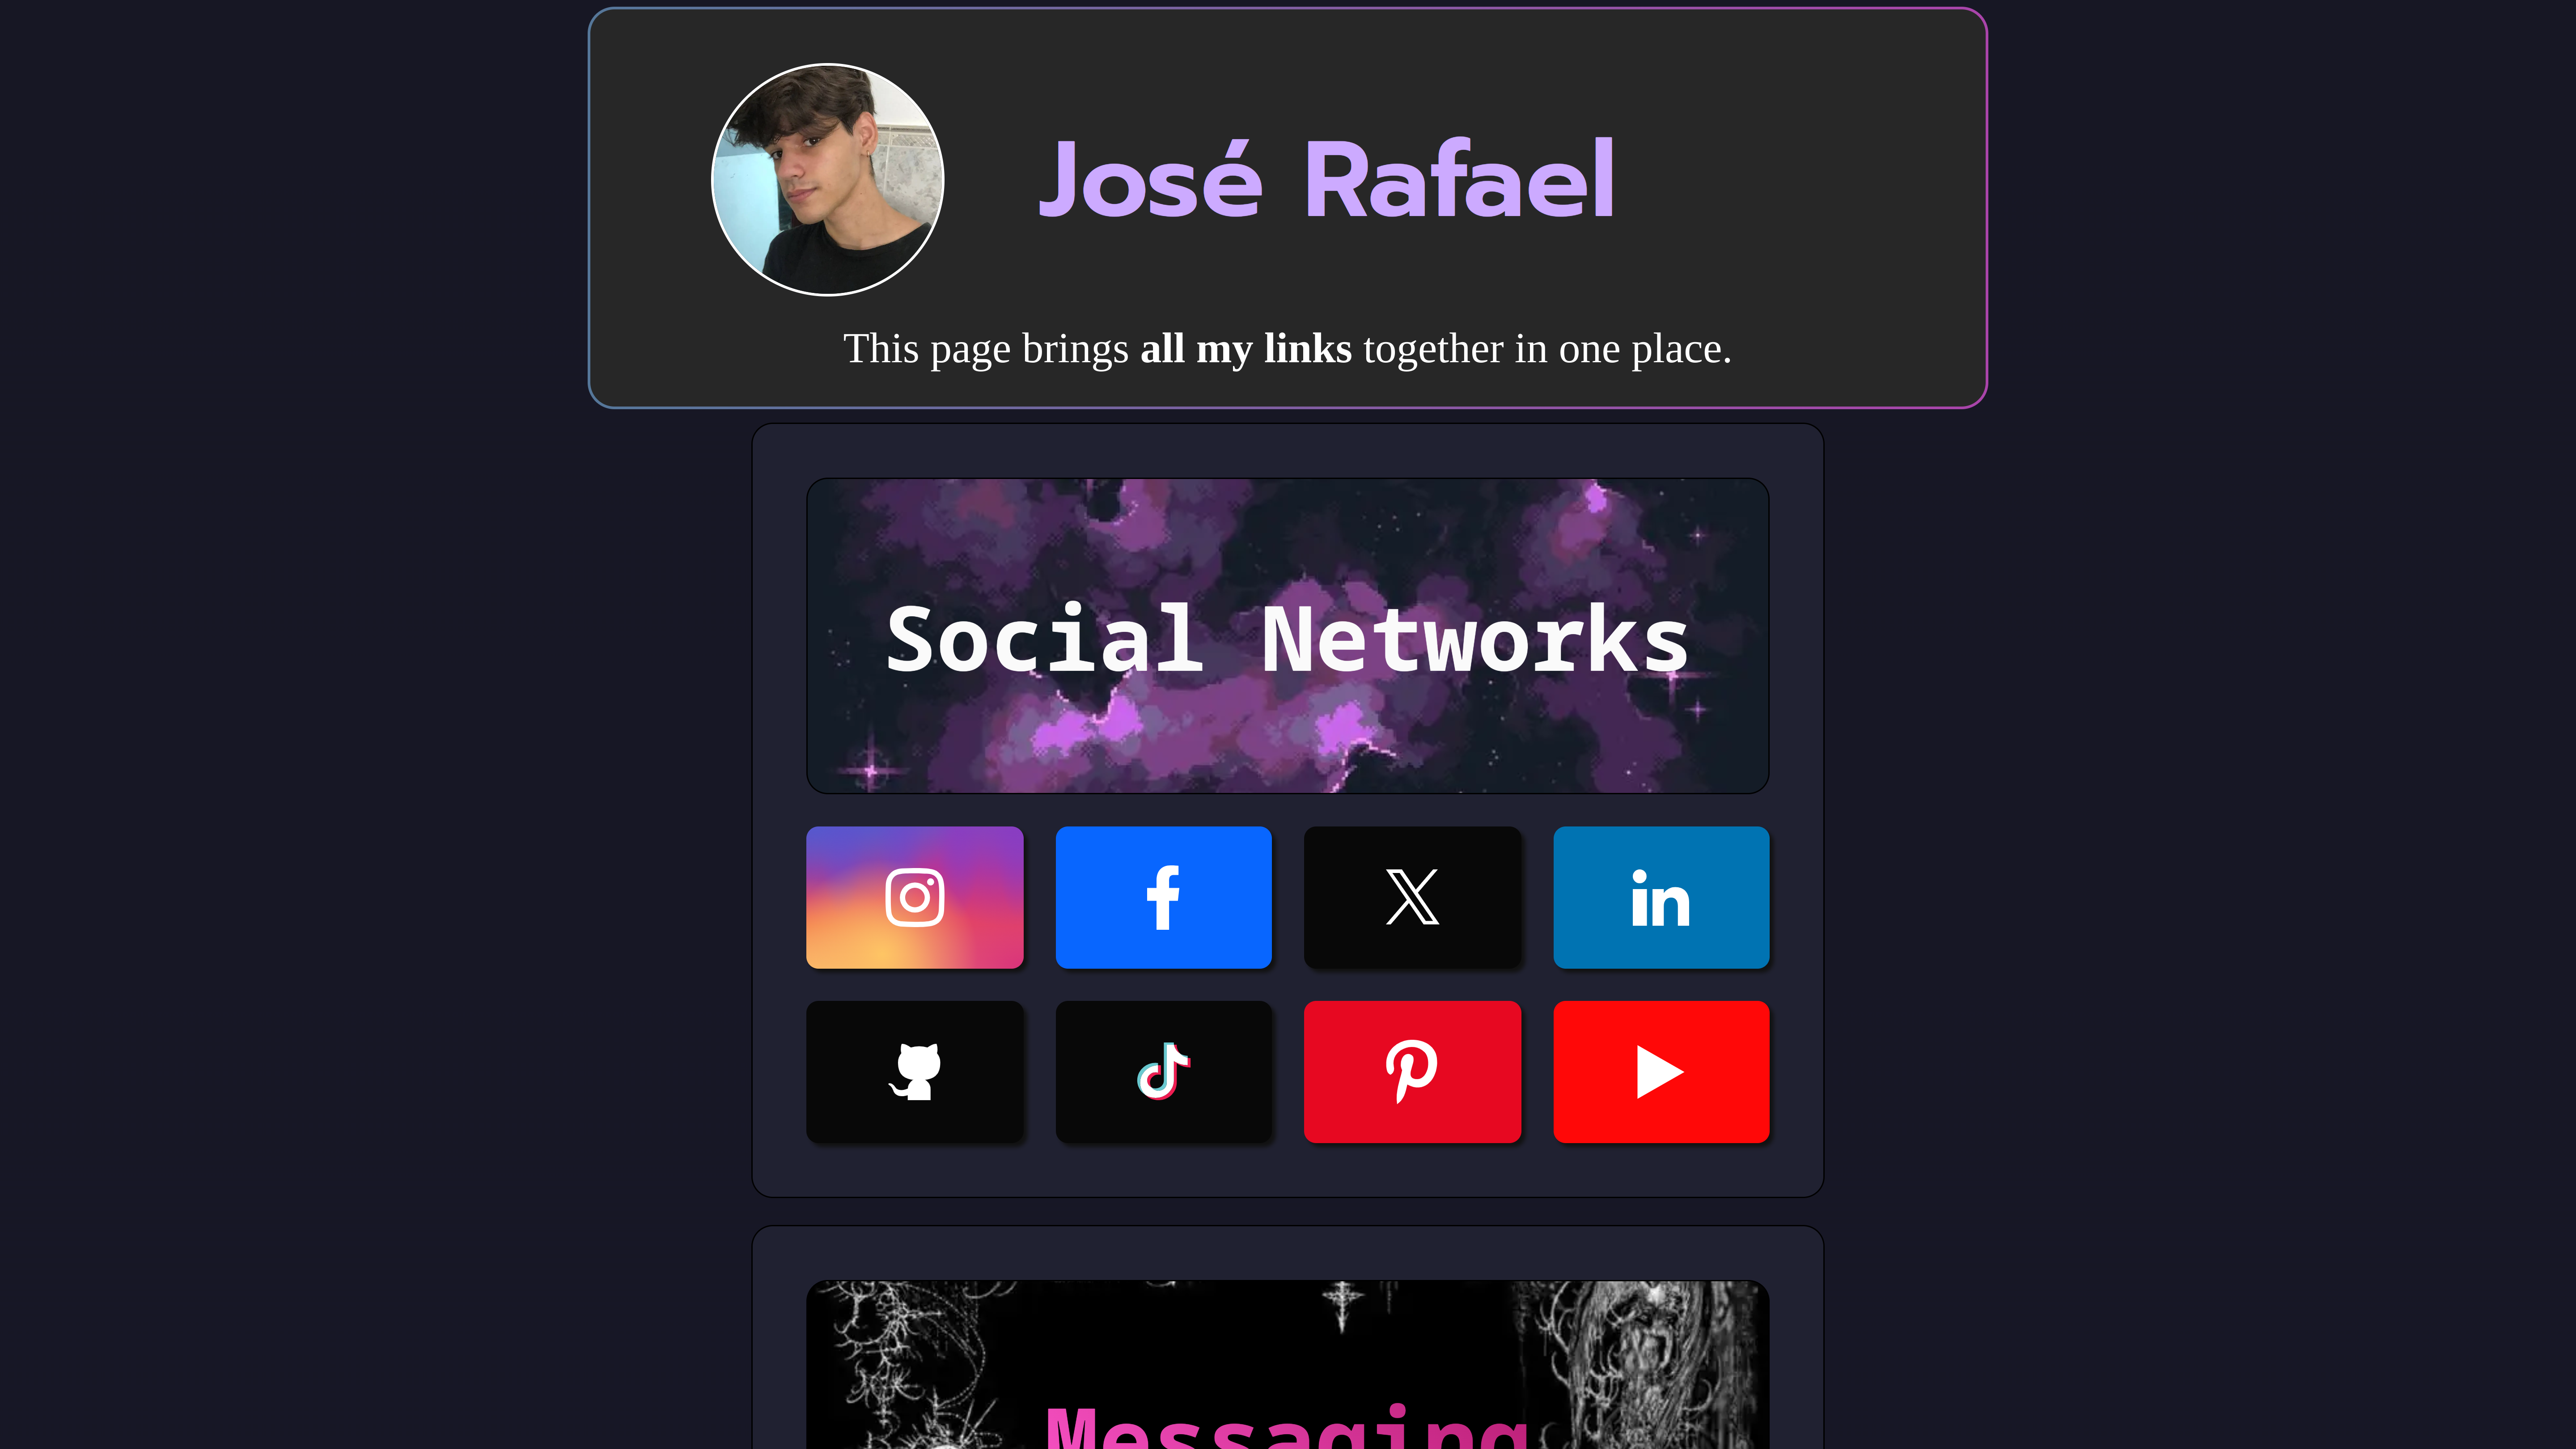 José Rafael
This page brings all my links together in one place.
Social Networks
Messaging